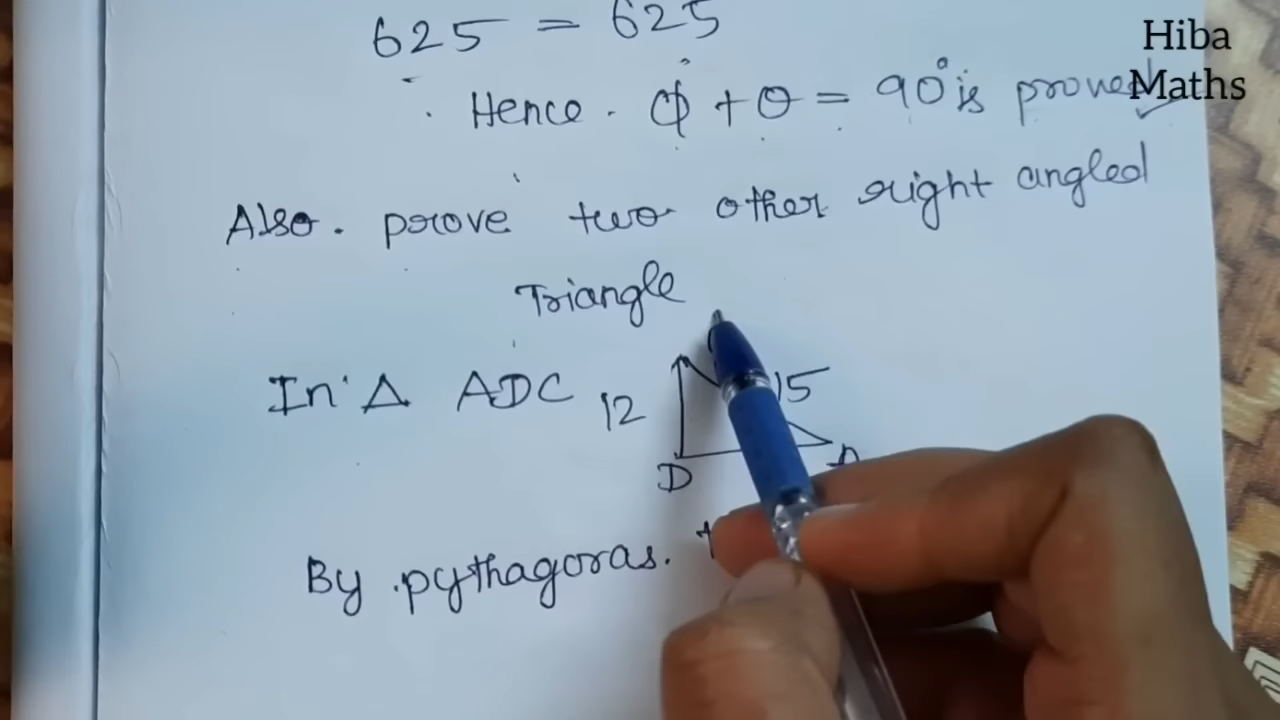 625 = 625
Hiba
Maths
Hence. ϕ + θ = 90° is proved
Also. prove two other right angled
Triangle
In Δ ADC
12
15
D
A
By pythagoras.